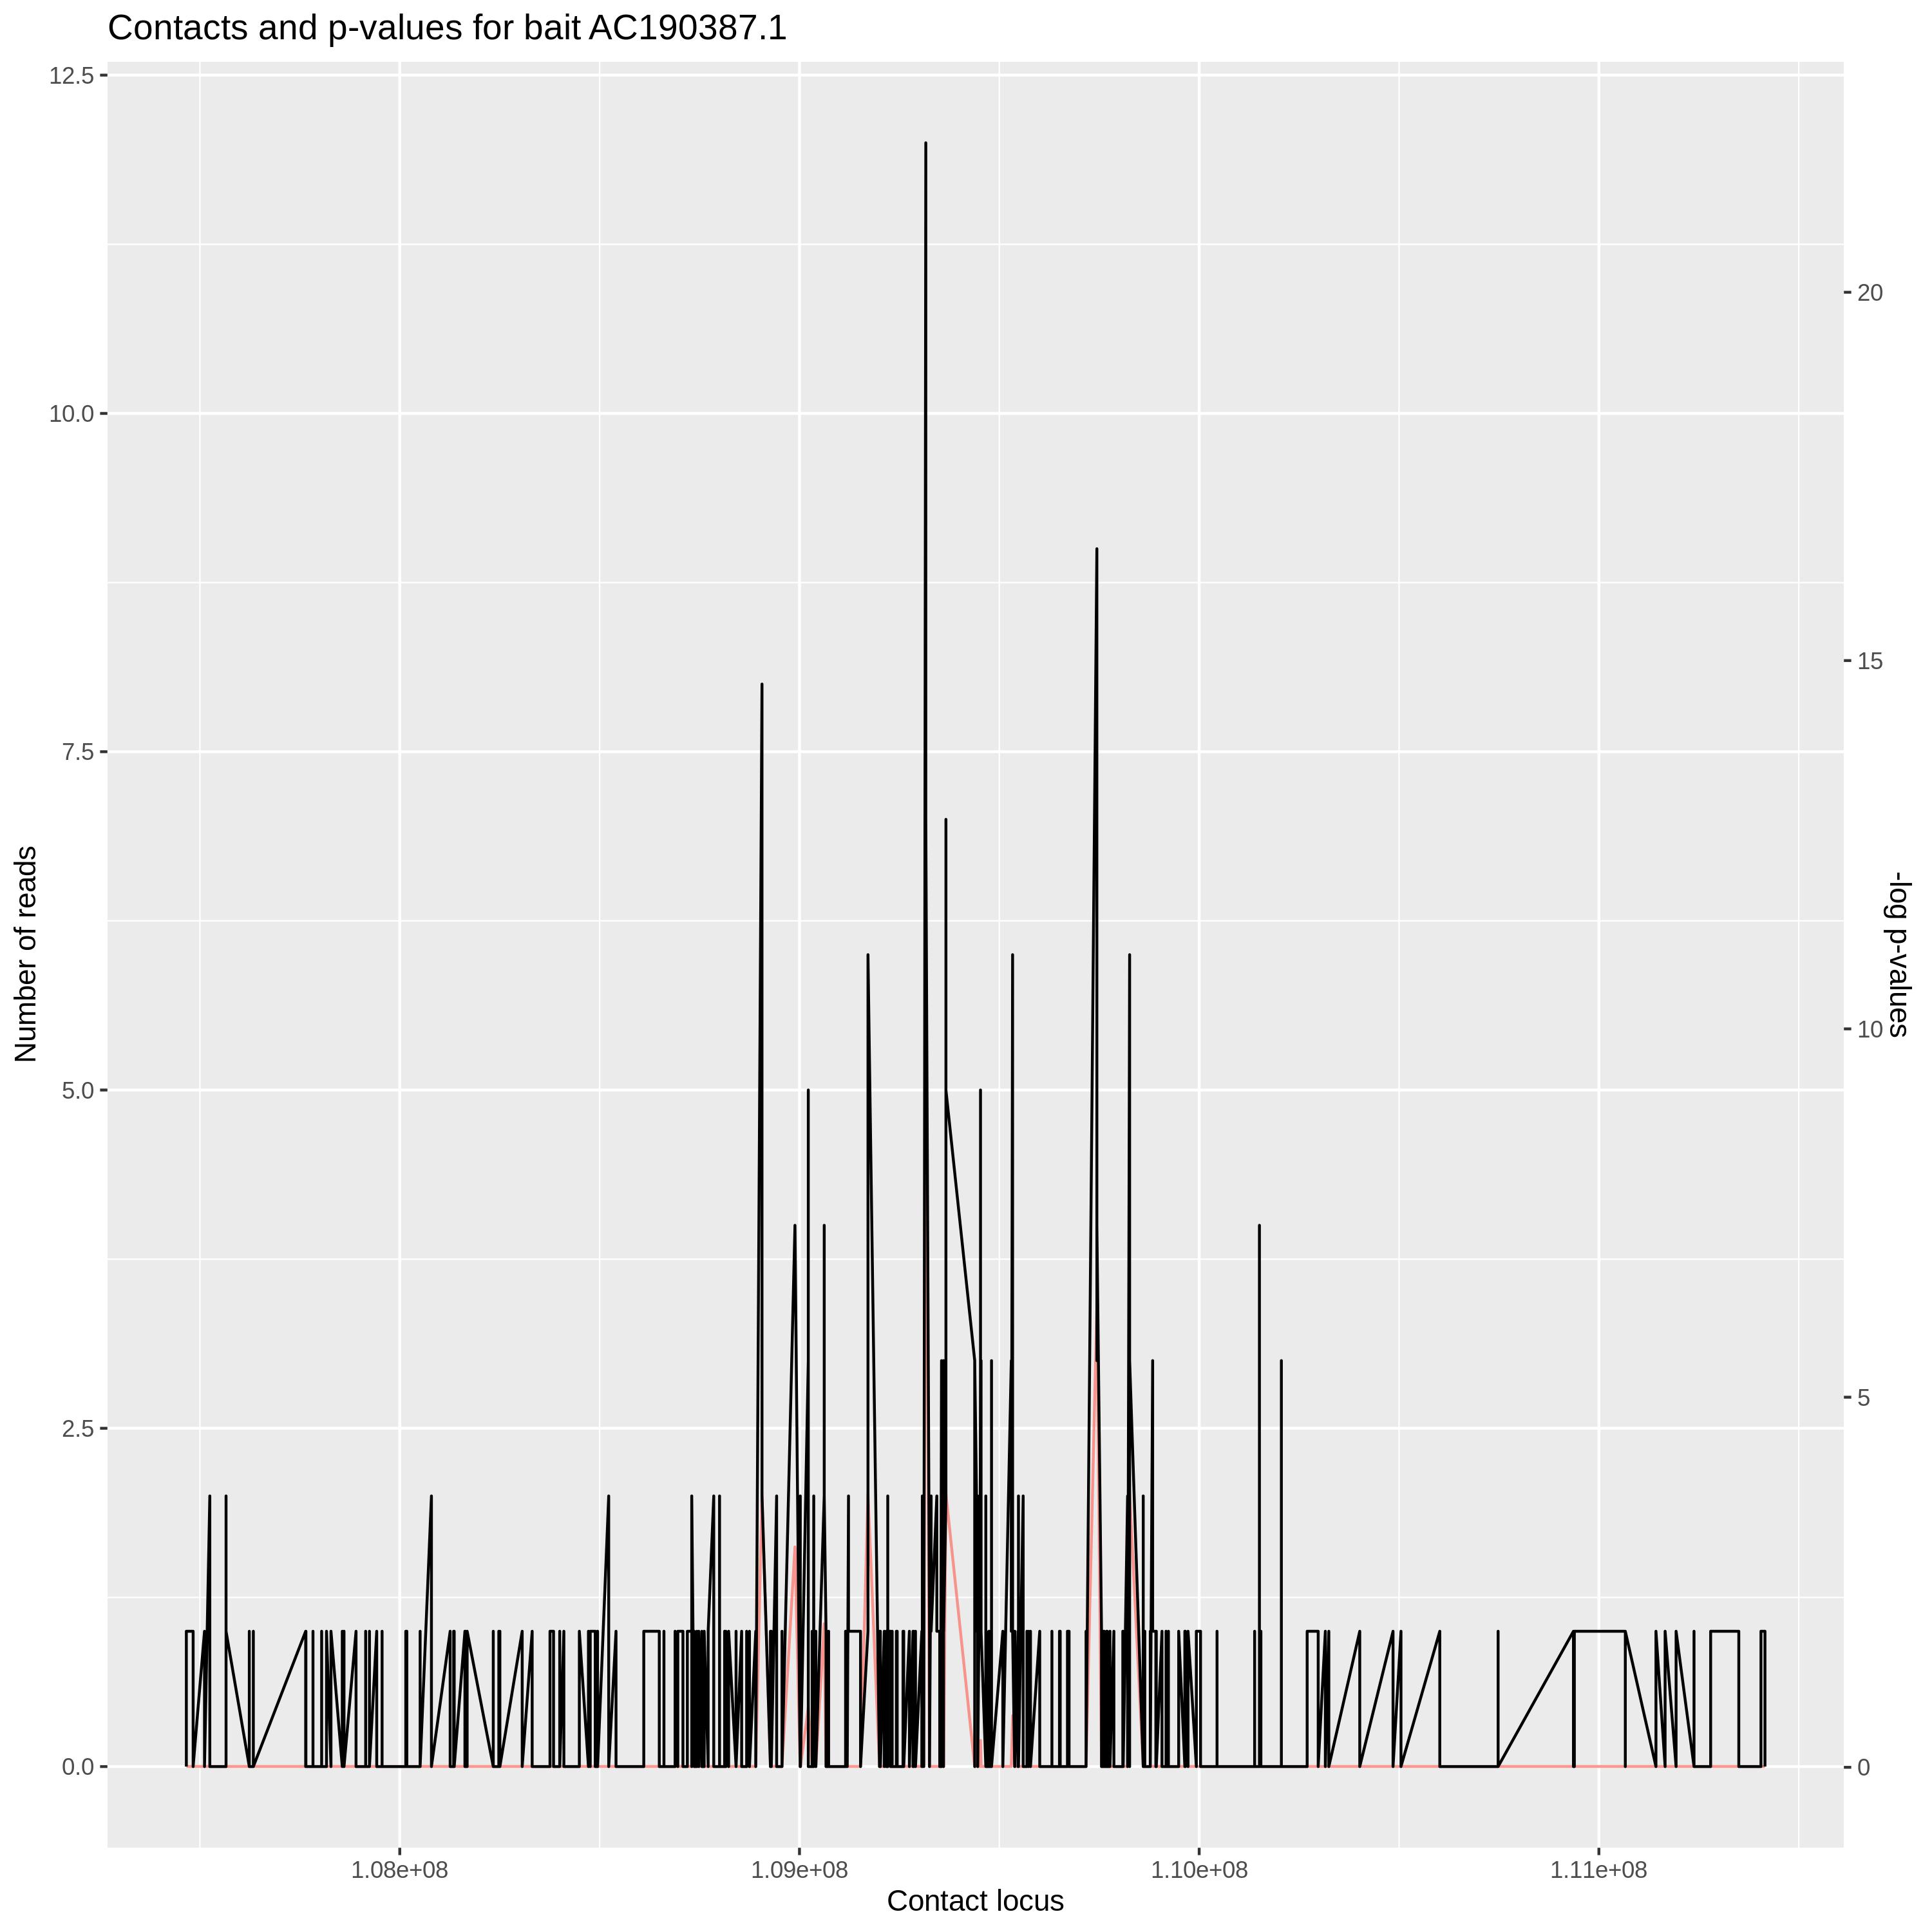 Contacts and p-values for bait AC190387.1
12.5
10.0
7.5
5.0
2.5
0.0
Number of reads
20
15
10
5
0
-log p-values
1.08e+08
1.09e+08
1.10e+08
1.11e+08
Contact locus